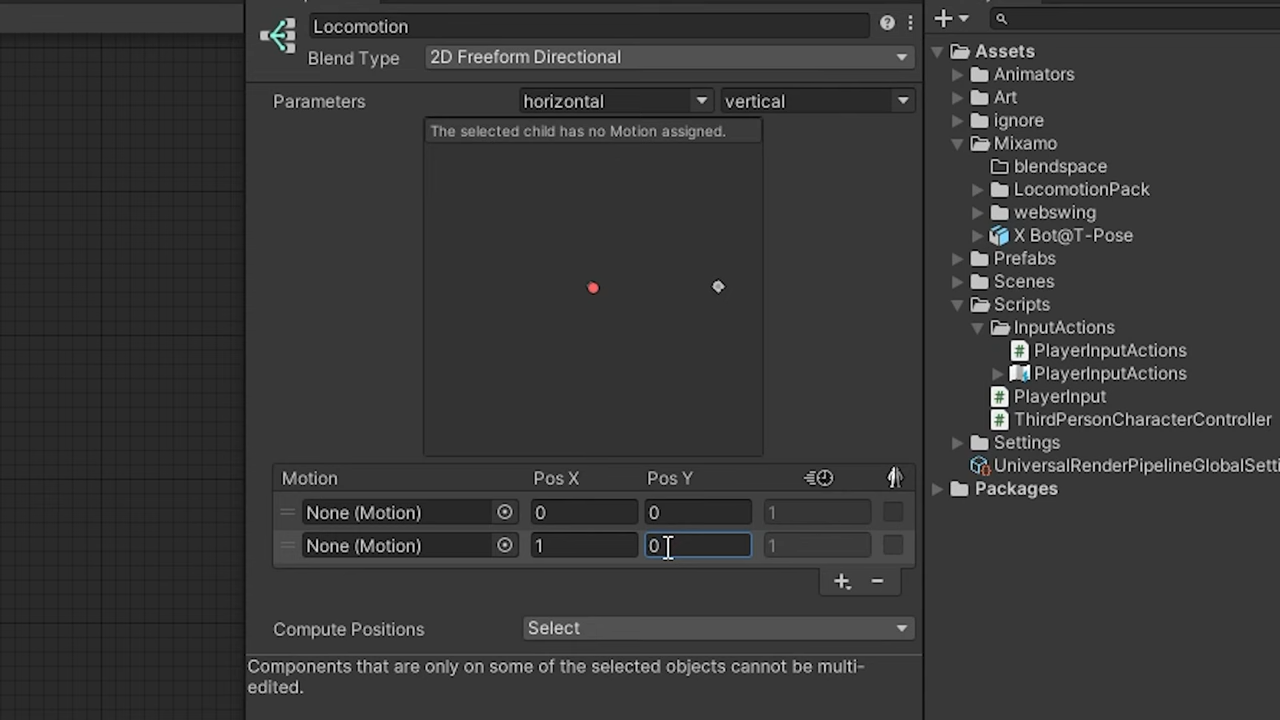 Locomotion
Blend Type
2D Freeform Directional
Parameters
horizontal
vertical
The selected child has no Motion assigned.
Motion
Pos X
Pos Y
None (Motion)
0
0
1
None (Motion)
1
0
1
Compute Positions
Select
Components that are only on some of the selected objects cannot be multi-
edited.
Assets
Animators
Art
ignore
Mixamo
blendspace
LocomotionPack
webswing
X Bot@T-Pose
Prefabs
Scenes
Scripts
InputActions
PlayerInputActions
PlayerInputActions
PlayerInput
ThirdPersonCharacterController
Settings
UniversalRenderPipelineGlobalSetti
Packages